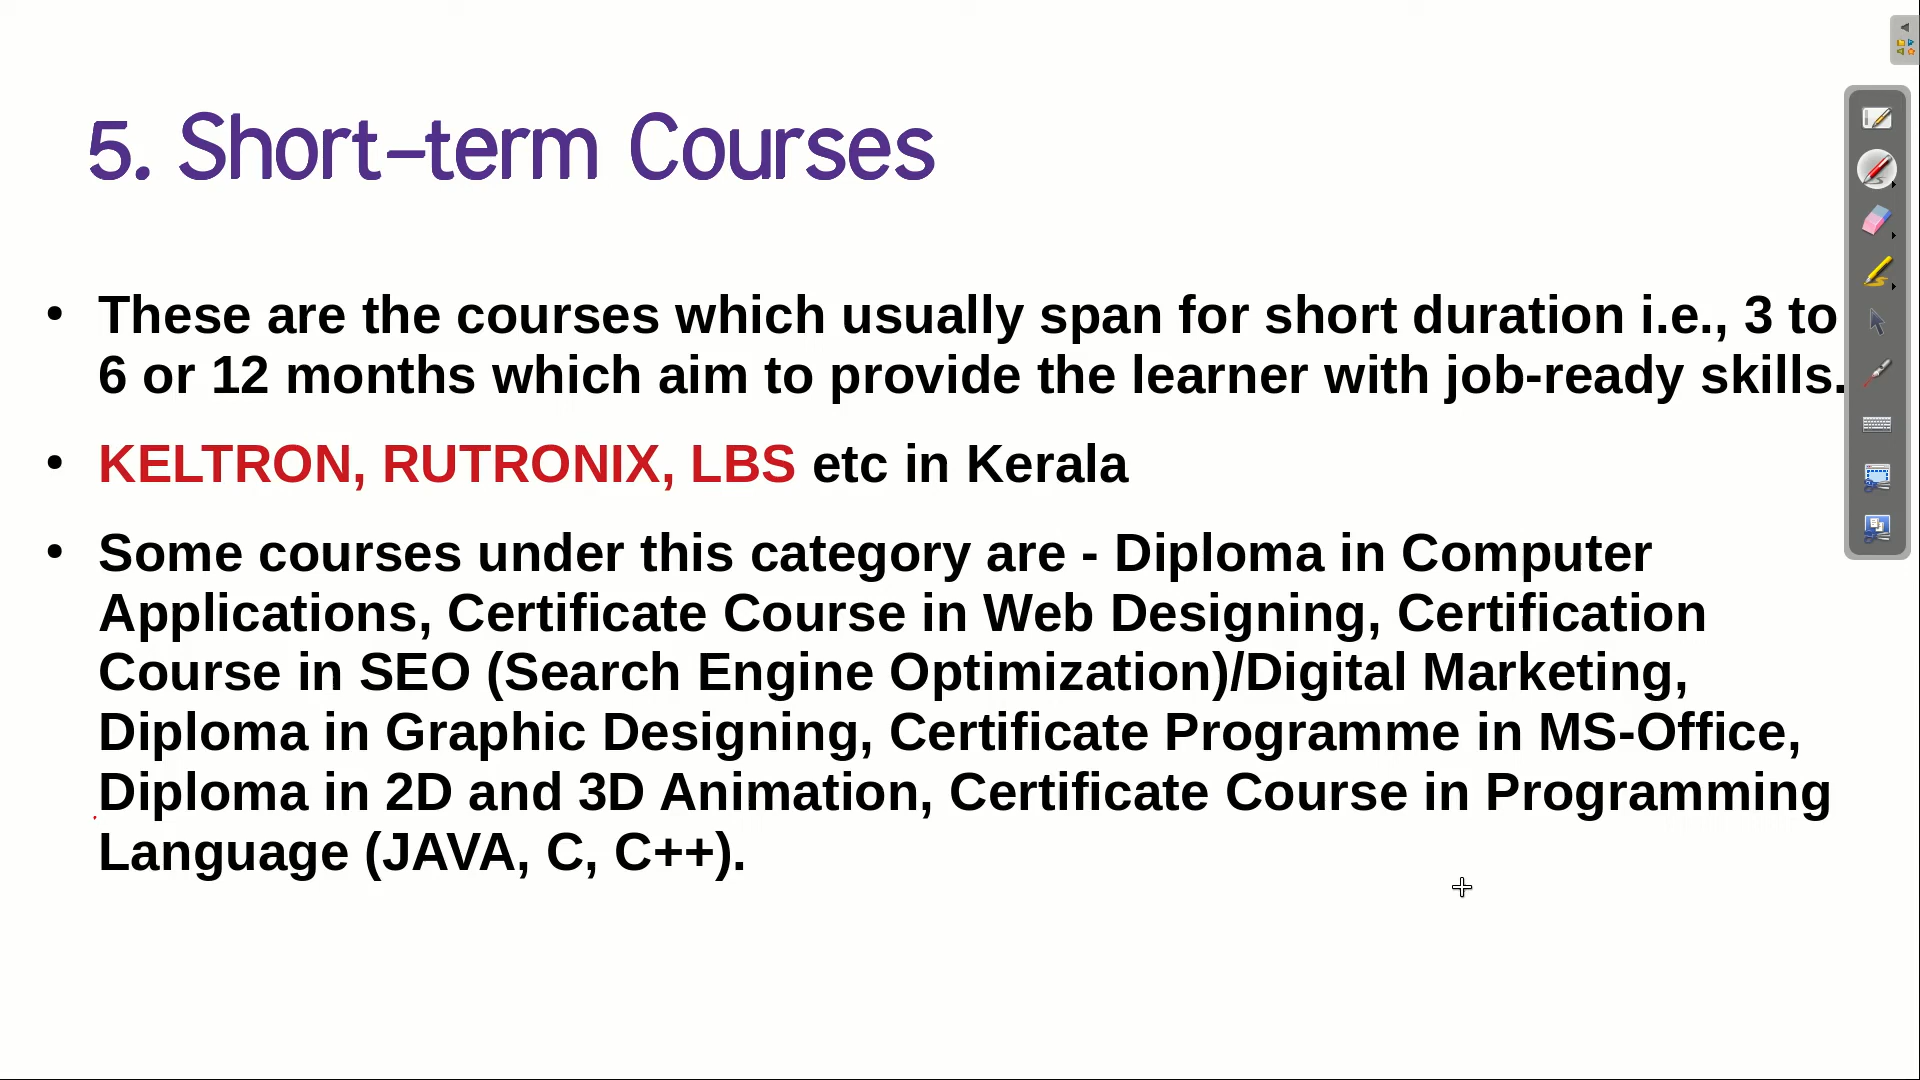 5. Short-term Courses
• These are the courses which usually span for short duration i.e., 3 to
6 or 12 months which aim to provide the learner with job-ready skills.
• KELTRON, RUTRONIX, LBS etc in Kerala
• Some courses under this category are - Diploma in Computer
Applications, Certificate Course in Web Designing, Certification
Course in SEO (Search Engine Optimization)/Digital Marketing,
Diploma in Graphic Designing, Certificate Programme in MS-Office,
Diploma in 2D and 3D Animation, Certificate Course in Programming
Language (JAVA, C, C++).